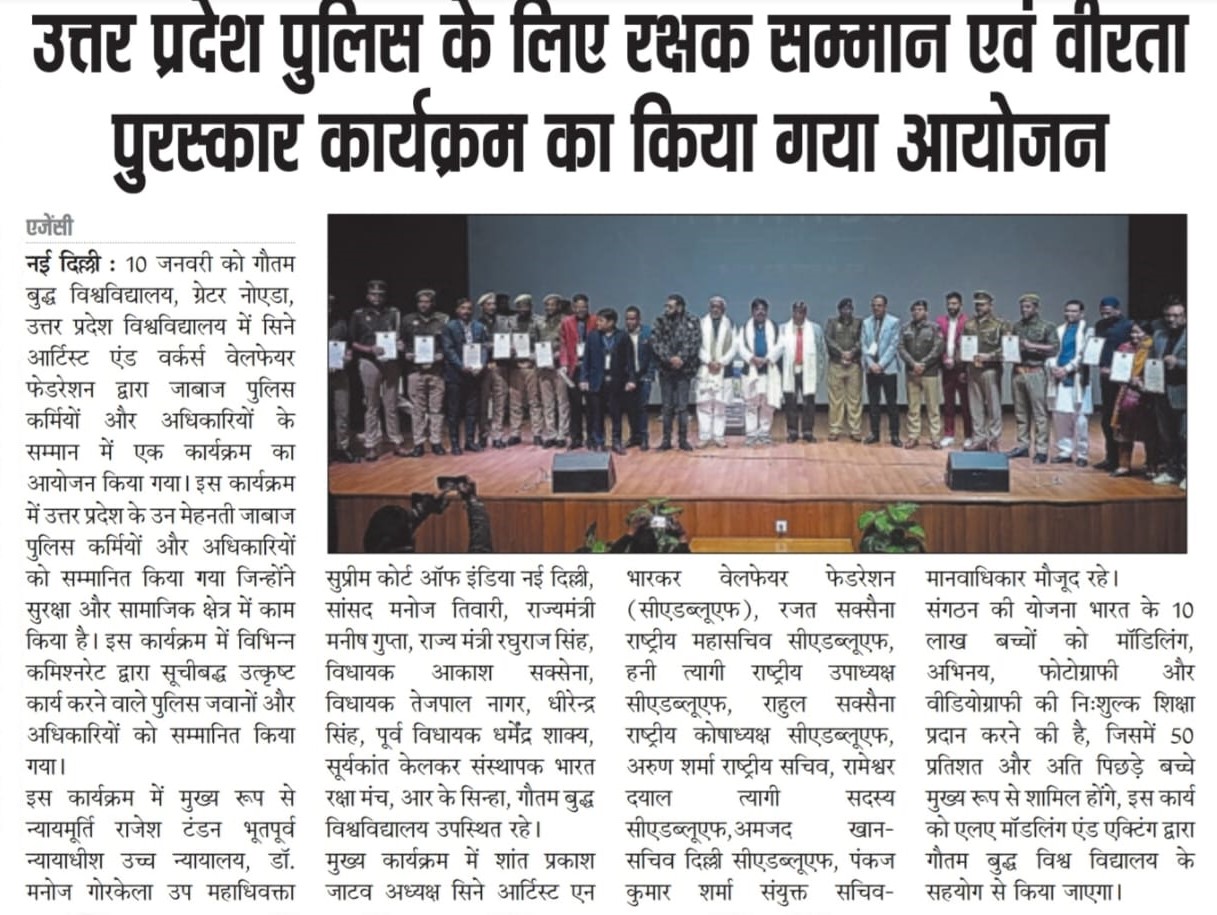 उत्तर प्रदेश पुलिस के लिए रक्षक सम्मान एवं वीरता
पुरस्कार कार्यक्रम का किया गया आयोजन
एजेंसी
नई दिल्ली : 10 जनवरी को गौतम
बुद्ध विश्वविद्यालय, ग्रेटर नोएडा,
उत्तर प्रदेश विश्वविद्यालय में सिने
आर्टिस्ट एंड वर्कर्स वेलफेयर
फेडरेशन द्वारा जाबाज पुलिस
कर्मियों और अधिकारियों के
सम्मान में एक कार्यक्रम का
आयोजन किया गया। इस कार्यक्रम
में उत्तर प्रदेश के उन मेहनती जाबाज
पुलिस कर्मियों और अधिकारियों
को सम्मानित किया गया जिन्होंने
सुरक्षा और सामाजिक क्षेत्र में काम
किया है। इस कार्यक्रम में विभिन्न
कमिश्नरेट द्वारा सूचीबद्ध उत्कृष्ट
कार्य करने वाले पुलिस जवानों और
अधिकारियों को सम्मानित किया
गया।
इस कार्यक्रम में मुख्य रूप से
न्यायमूर्ति राजेश टंडन भूतपूर्व
न्यायाधीश उच्च न्यायालय, डॉ.
मनोज गोरकेला उप महाधिवक्ता
सुप्रीम कोर्ट ऑफ इंडिया नई दिल्ली,
सांसद मनोज तिवारी, राज्यमंत्री
मनीष गुप्ता, राज्य मंत्री रघुराज सिंह,
विधायक आकाश सक्सेना,
विधायक तेजपाल नागर, धीरेन्द्र
सिंह, पूर्व विधायक धर्मेंद्र शाक्य,
सूर्यकांत केलकर संस्थापक भारत
रक्षा मंच, आर के सिन्हा, गौतम बुद्ध
विश्वविद्यालय उपस्थित रहे।
मुख्य कार्यक्रम में शांत प्रकाश
जाटव अध्यक्ष सिने आर्टिस्ट एन
भारकर वेलफेयर फेडरेशन
(सीएडब्लूएफ), रजत सक्सैना
राष्ट्रीय महासचिव सीएडब्लूएफ,
हनी त्यागी राष्ट्रीय उपाध्यक्ष
सीएडब्लूएफ, राहुल सक्सैना
राष्ट्रीय कोषाध्यक्ष सीएडब्लूएफ,
अरुण शर्मा राष्ट्रीय सचिव, रामेश्वर
दयाल त्यागी सदस्य
सीएडब्लूएफ,अमजद खान-
सचिव दिल्ली सीएडब्लूएफ, पंकज
कुमार शर्मा संयुक्त सचिव-
मानवाधिकार मौजूद रहे।
संगठन की योजना भारत के 10
लाख बच्चों को मॉडिलिंग,
अभिनय, फोटोग्राफी और
वीडियोग्राफी की निःशुल्क शिक्षा
प्रदान करने की है, जिसमें 50
प्रतिशत और अति पिछड़े बच्चे
मुख्य रूप से शामिल होंगे, इस कार्य
को एलए मॉडलिंग एंड एक्टिंग द्वारा
गौतम बुद्ध विश्व विद्यालय के
सहयोग से किया जाएगा।